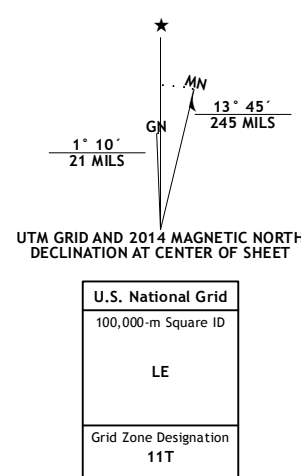 MN
GN
13° 45´
245 MILS
1° 10´
21 MILS
UTM GRID AND 2014 MAGNETIC NORTH
DECLINATION AT CENTER OF SHEET
U.S. National Grid
100,000-m Square ID
LE
Grid Zone Designation
11T